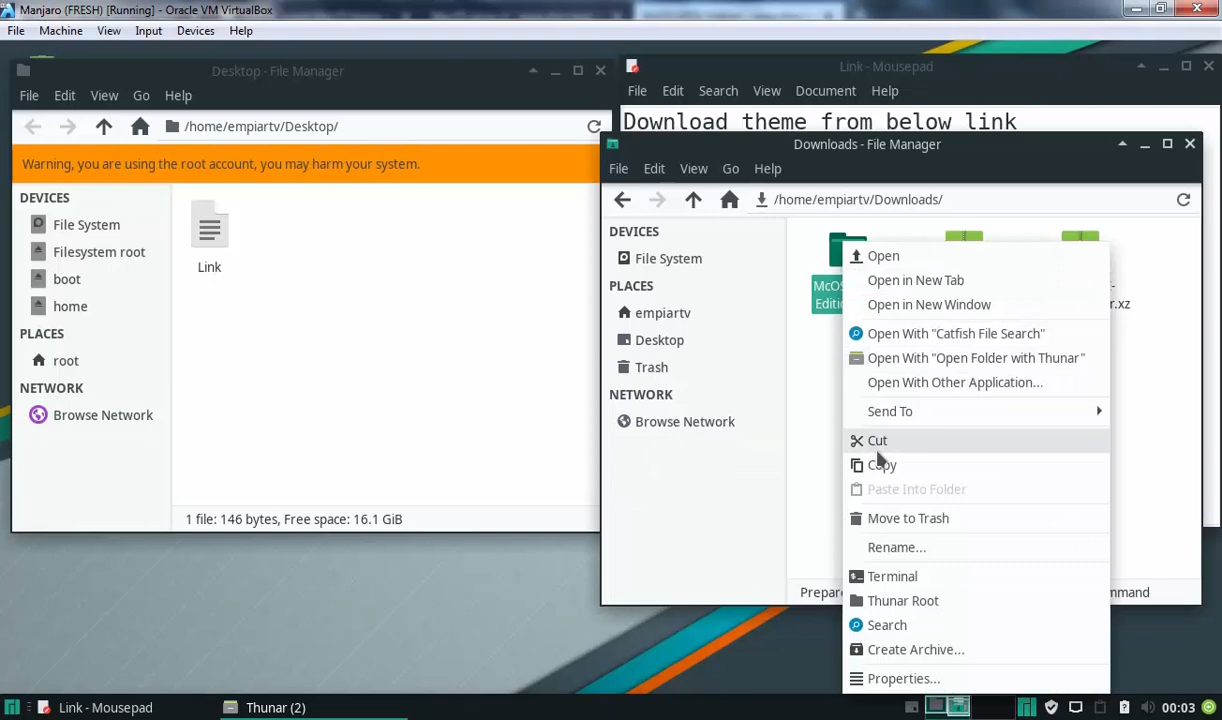 Manjaro (FRESH) [Running] - Oracle VM VirtualBox
File Machine View Input Devices Help
Desktop - File Manager
File Edit View Go Help
/home/empiartv/Desktop/
Warning, you are using the root account, you may harm your system.
DEVICES
File System
Filesystem root
boot
home
PLACES
root
NETWORK
Browse Network
Link
1 file: 146 bytes, Free space: 16.1 GiB
Link - Mousepad
File Edit Search View Document Help
Download theme from below link
Downloads - File Manager
File Edit View Go Help
/home/empiartv/Downloads/
DEVICES
File System
PLACES
empiartv
Desktop
Trash
NETWORK
Browse Network
Open
Open in New Tab
Open in New Window
Open With "Catfish File Search"
Open With "Open Folder with Thunar"
Open With Other Application...
Send To
Cut
Copy
Paste Into Folder
Move to Trash
Rename...
Terminal
Thunar Root
Search
Create Archive...
Properties...
Link - Mousepad
Thunar (2)
00:03